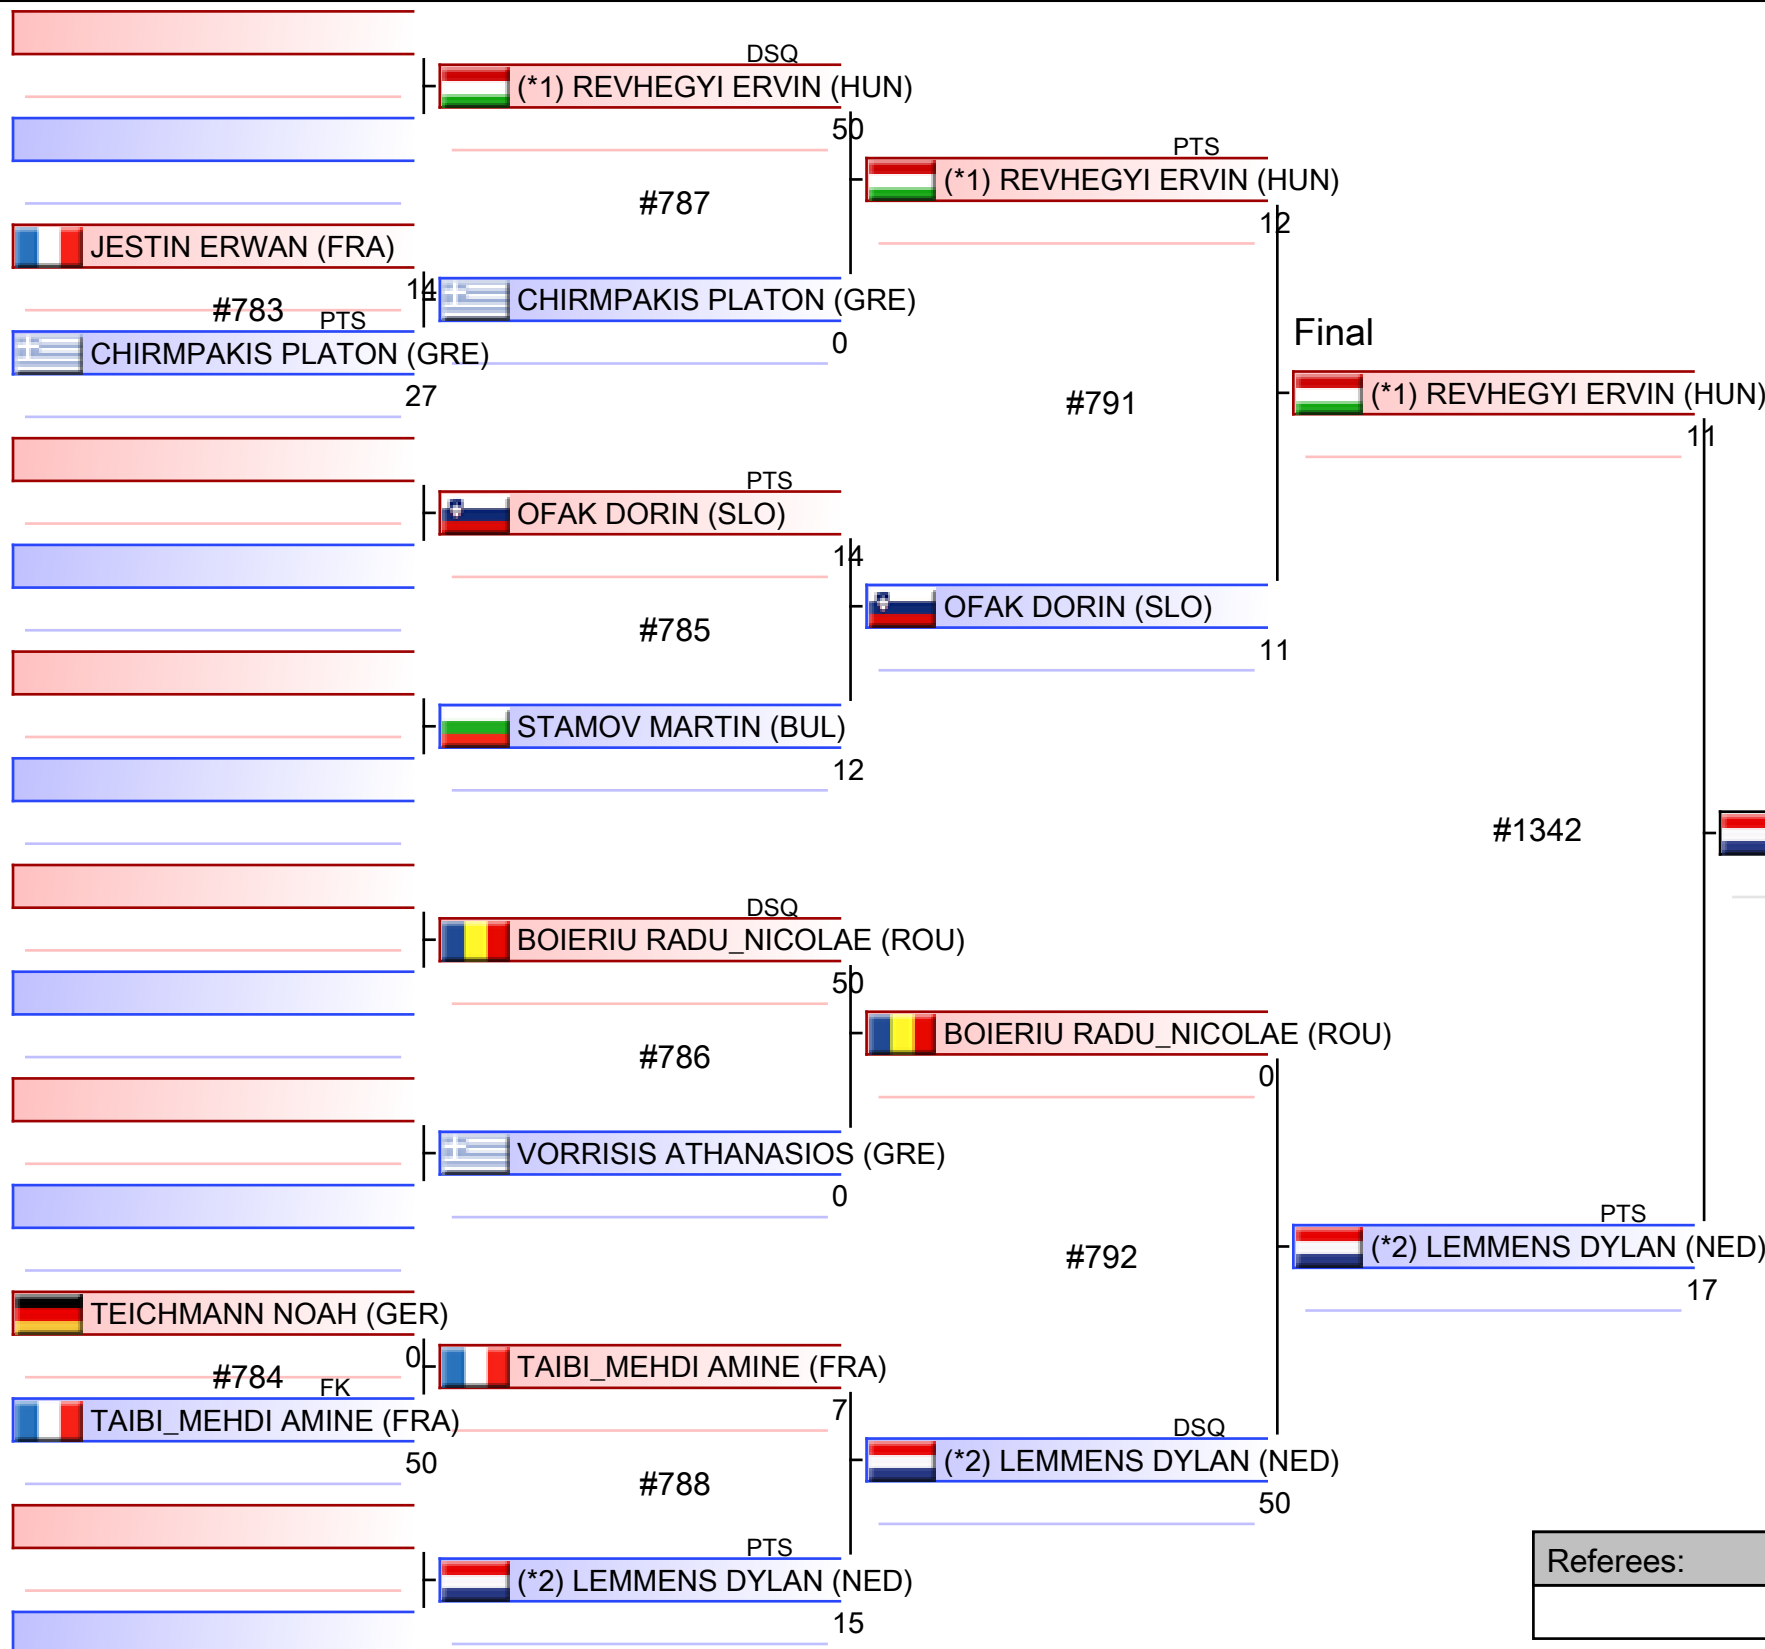 DSQ
(*1) REVHEGYI ERVIN (HUN)
50
PTS
(*1) REVHEGYI ERVIN (HUN)
#787
12
JESTIN ERWAN (FRA)
14
CHIRMPAKIS PLATON (GRE)
#783
PTS
0
Final
CHIRMPAKIS PLATON (GRE)
27
#791
(*1) REVHEGYI ERVIN (HUN)
11
PTS
OFAK DORIN (SLO)
14
OFAK DORIN (SLO)
#785
11
STAMOV MARTIN (BUL)
12
#1342
DSQ
BOIERIU RADU_NICOLAE (ROU)
50
BOIERIU RADU_NICOLAE (ROU)
#786
0
VORRISIS ATHANASIOS (GRE)
0
PTS
#792
(*2) LEMMENS DYLAN (NED)
17
TEICHMANN NOAH (GER)
0
TAIBI_MEHDI AMINE (FRA)
#784
FK
7
TAIBI_MEHDI AMINE (FRA)
DSQ
50
(*2) LEMMENS DYLAN (NED)
#788
50
PTS
(*2) LEMMENS DYLAN (NED)
15
Referees: